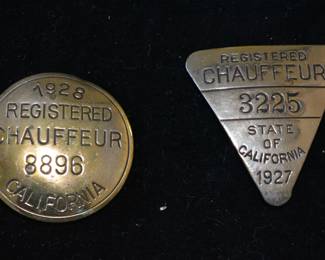 1928
REGISTERED
CHAUFFEUR
8896
CALIFORNIA
REGISTERED
CHAUFFEUR
3225
STATE
OF
CALIFORNIA
1927